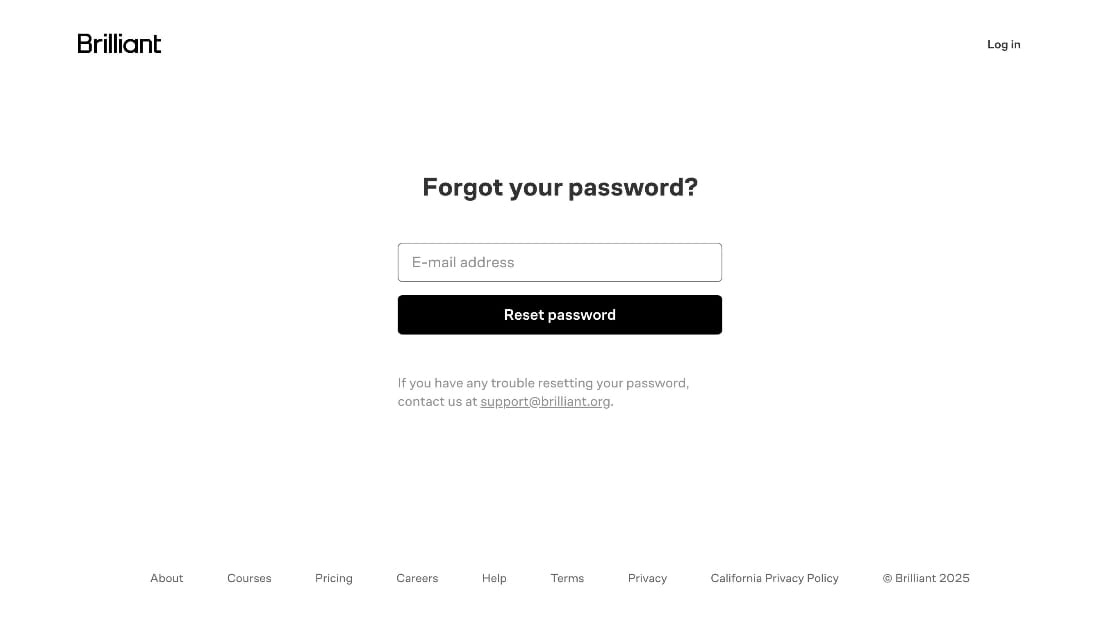 Brilliant
Log in
Forgot your password?
E-mail address
Reset password
If you have any trouble resetting your password,
contact us at support@brilliant.org.
About
Courses
Pricing
Careers
Help
Terms
Privacy
California Privacy Policy
© Brilliant 2025